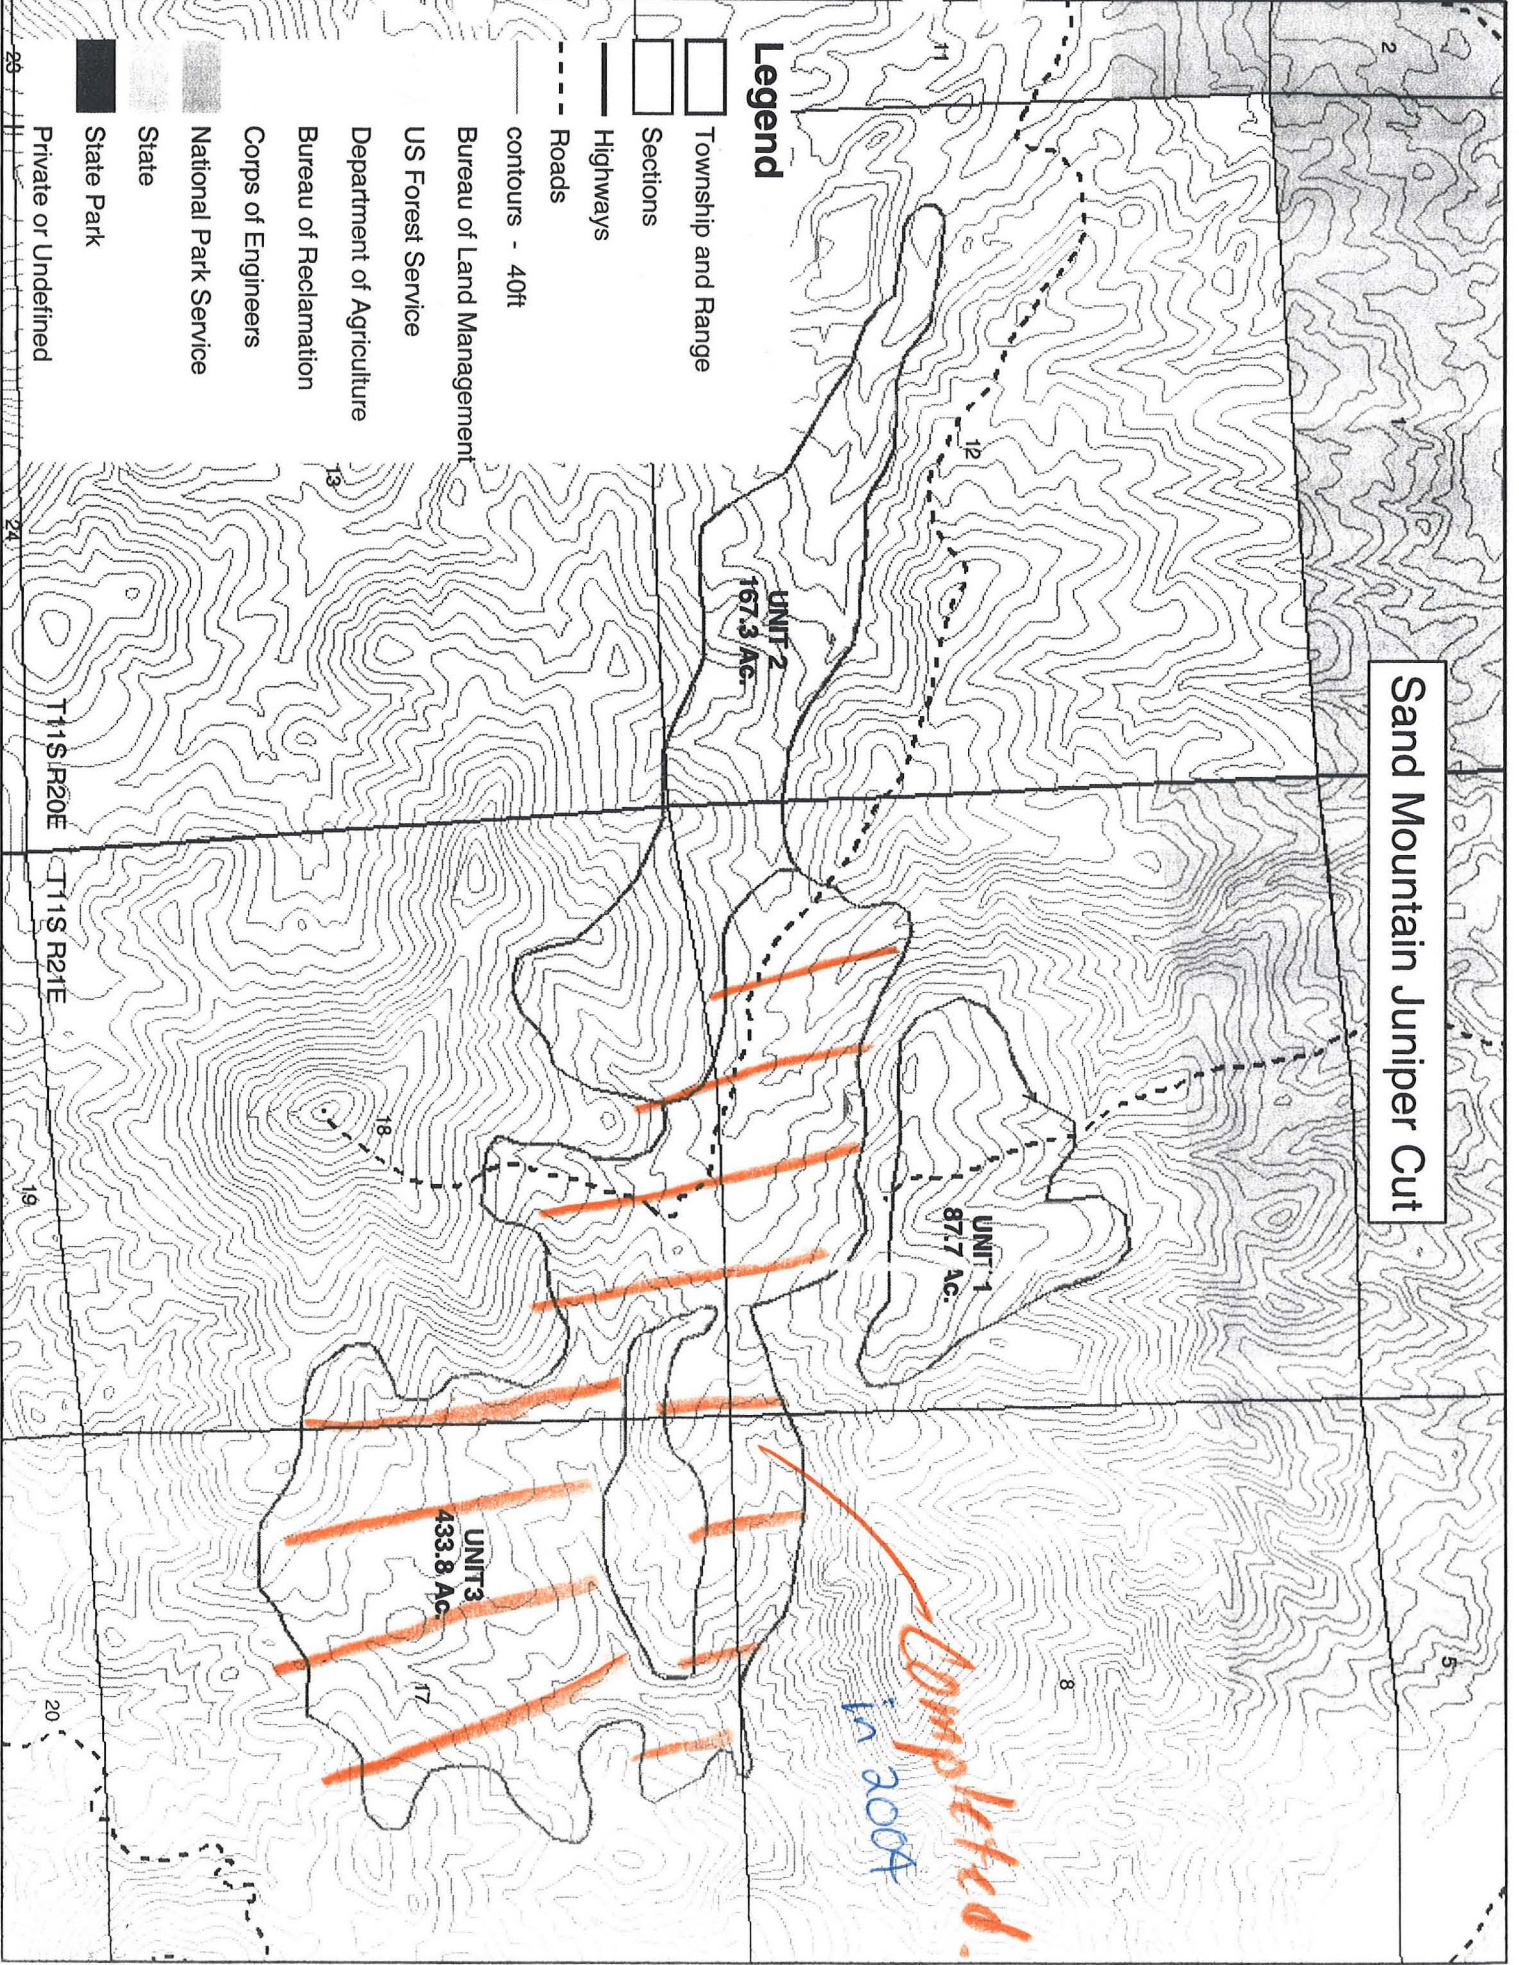 Sand Mountain Juniper Cut
2
1
5
11
12
8
UNIT 1
87.7 Ac.
UNIT 2
167.3 Ac.
Completed
in 2004
UNIT3
433.8 Ac.
13
18
17
24
19
20
23
T11S R20E
T11S R21E
Legend
Township and Range
Sections
Highways
Roads
contours - 40ft
Bureau of Land Management
US Forest Service
Department of Agriculture
Bureau of Reclamation
Corps of Engineers
National Park Service
State
State Park
Private or Undefined